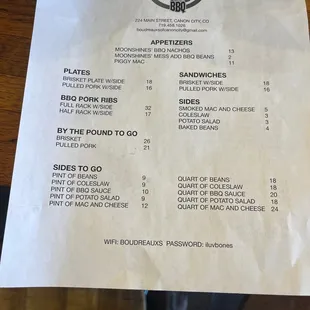 BBQ
MAIN STREET, CANON CITY, CO
APPETIZERS
MOONSHINES' BBQ NACHOS 13
MOONSHINES' MESS ADD BBQ BEANS 2
PIGGY MAC 11
PLATES
BRISKET PLATE W/SIDE 18
PULLED PORK W/SIDE 16
BBQ PORK RIBS
FULL RACK W/SIDE 32
HALF RACK W/SIDE 17
BY THE POUND TO GO
BRISKET 26
PULLED PORK 21
SANDWICHES
BRISKET W/SIDE 18
PULLED PORK W/SIDE 16
SIDES
SMOKED MAC AND CHEESE 5
COLESLAW 3
POTATO SALAD 3
BAKED BEANS 4
SIDES TO GO
PINT OF BEANS 9
PINT OF COLESLAW 9
PINT OF BBQ SAUCE 10
PINT OF POTATO SALAD 9
PINT OF MAC AND CHEESE 12
QUART OF BEANS 18
QUART OF COLESLAW 18
QUART OF BBQ SAUCE 20
QUART OF POTATO SALAD 18
QUART OF MAC AND CHEESE 24
WIFI: BOUDREAUXS PASSWORD: iluvbones